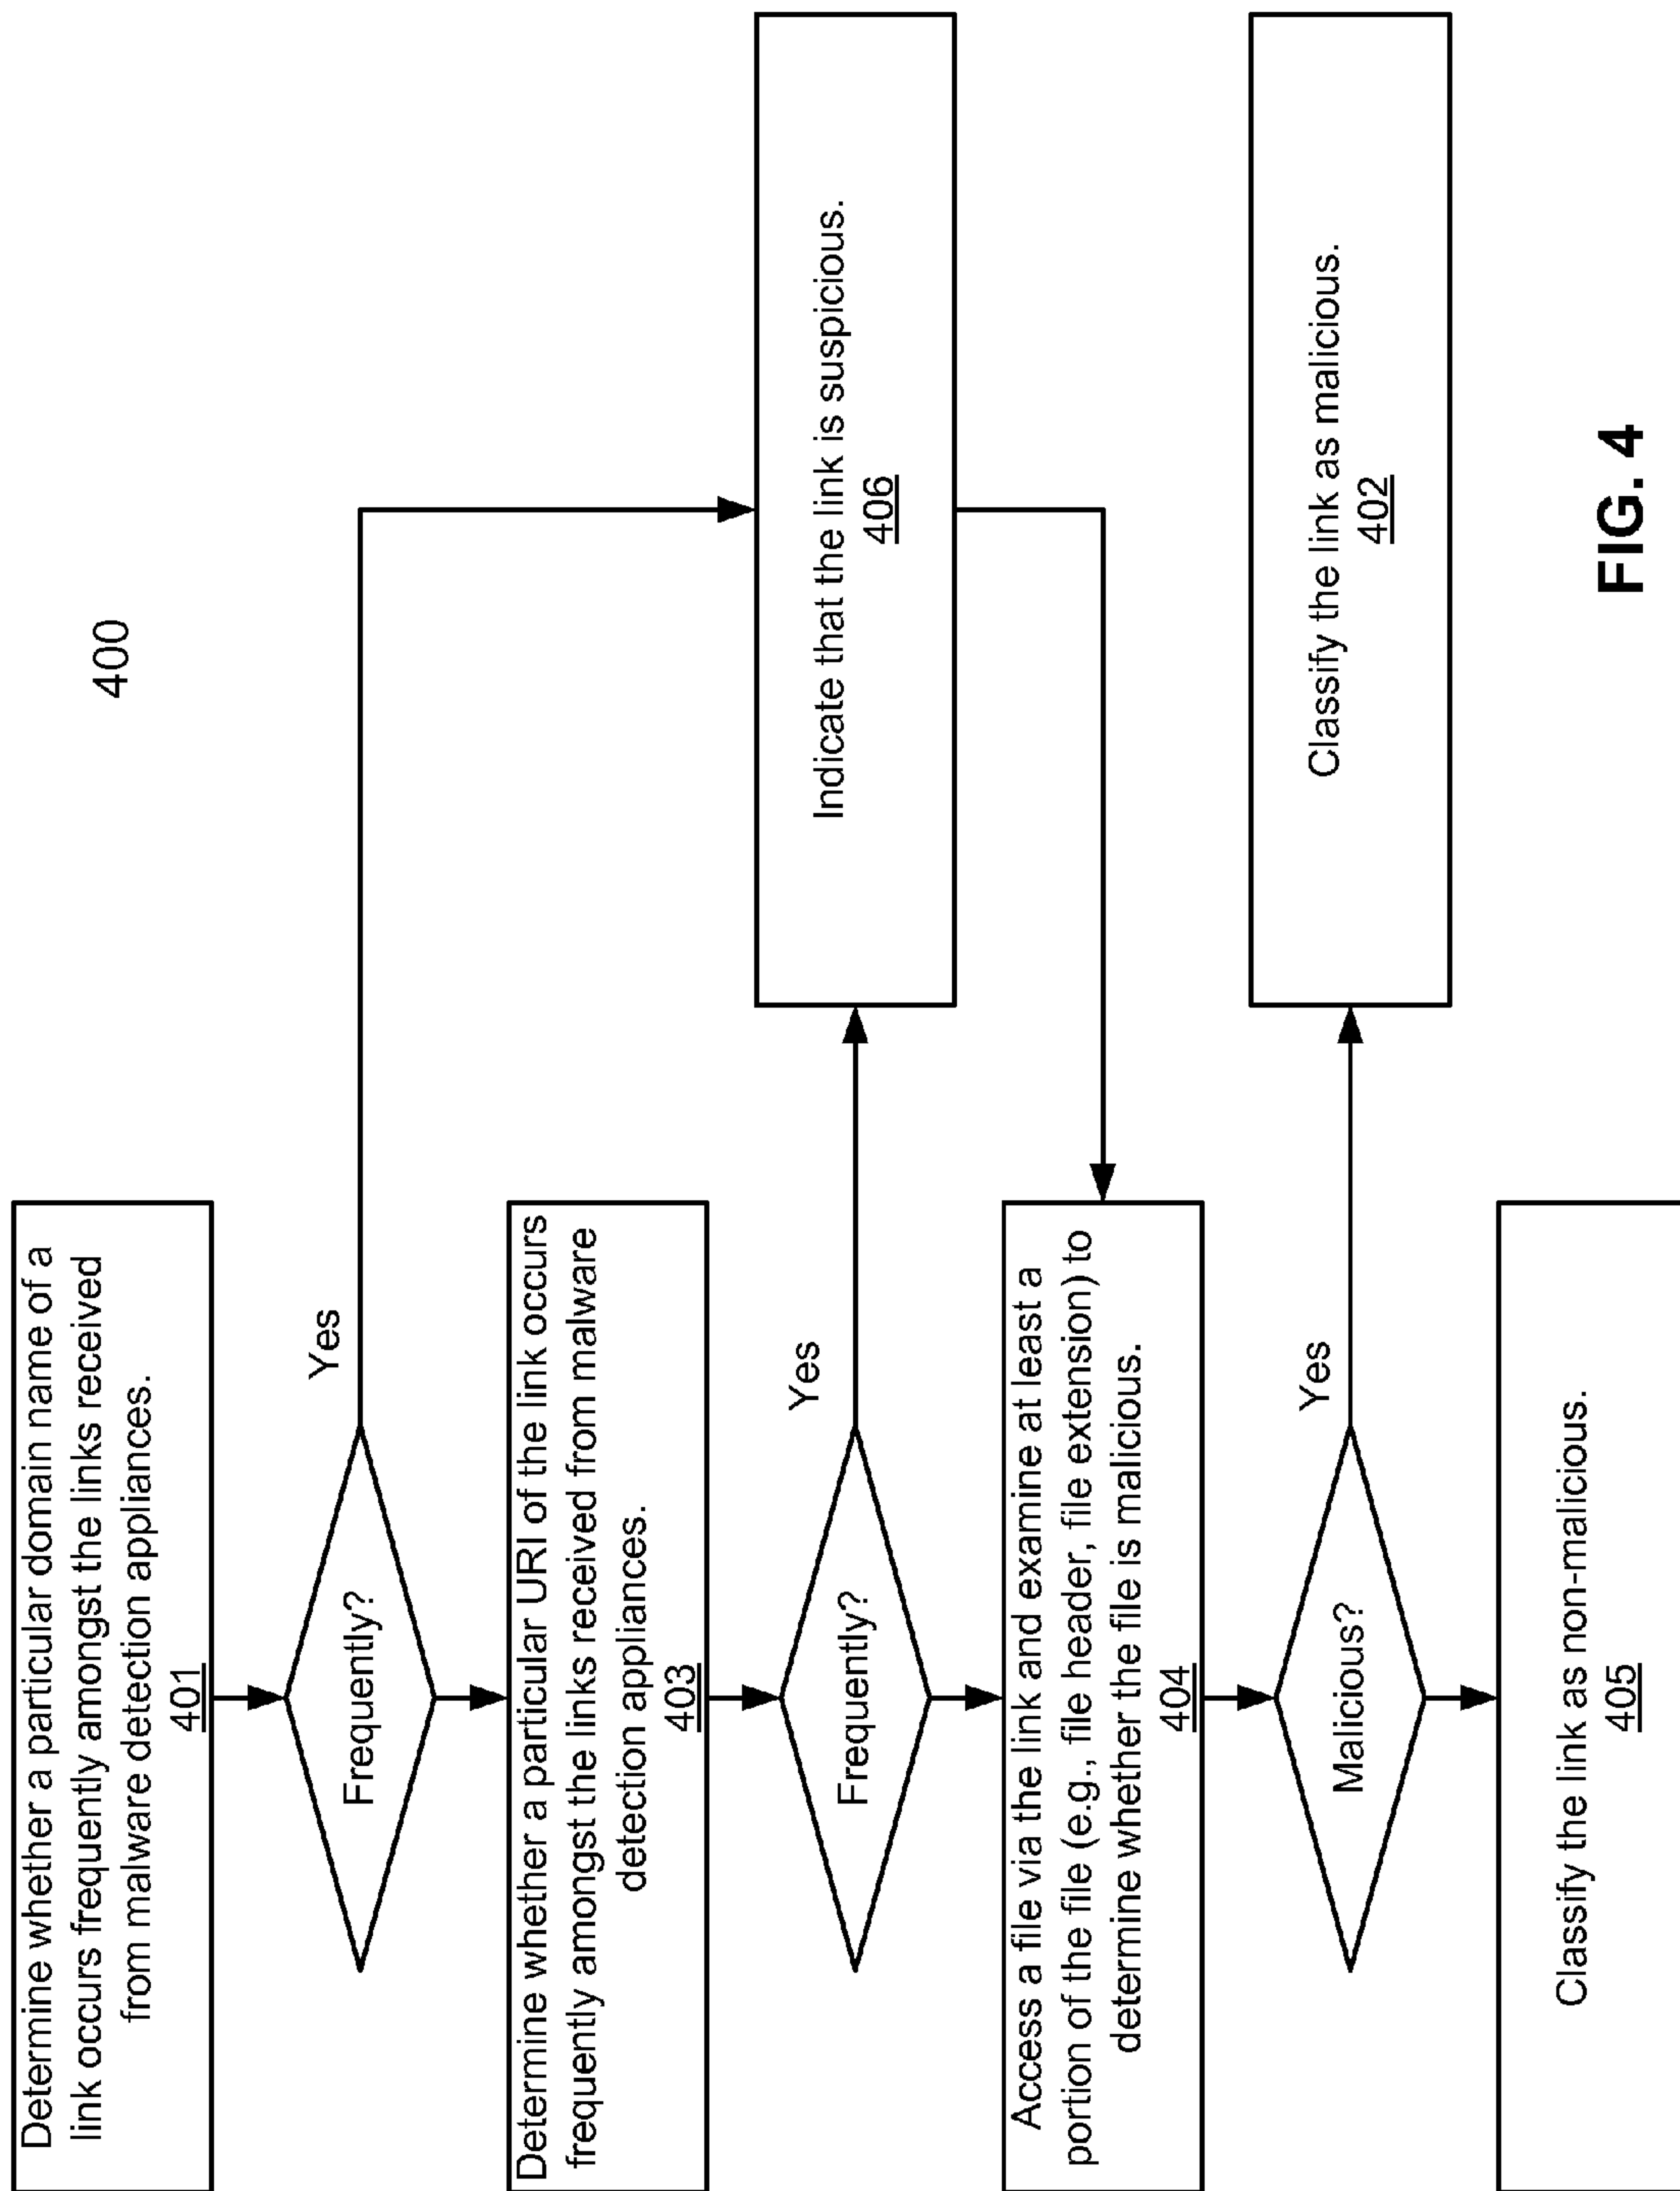 400
Determine whether a particular domain name of a
link occurs frequently amongst the links received
from malware detection appliances.
401
Frequently?
Yes
Determine whether a particular URI of the link occurs
frequently amongst the links received from malware
detection appliances.
403
Frequently?
Yes
Indicate that the link is suspicious.
406
Access a file via the link and examine at least a
portion of the file (e.g., file header, file extension) to
determine whether the file is malicious.
404
Malicious?
Yes
Classify the link as malicious.
402
Classify the link as non-malicious.
405
FIG. 4